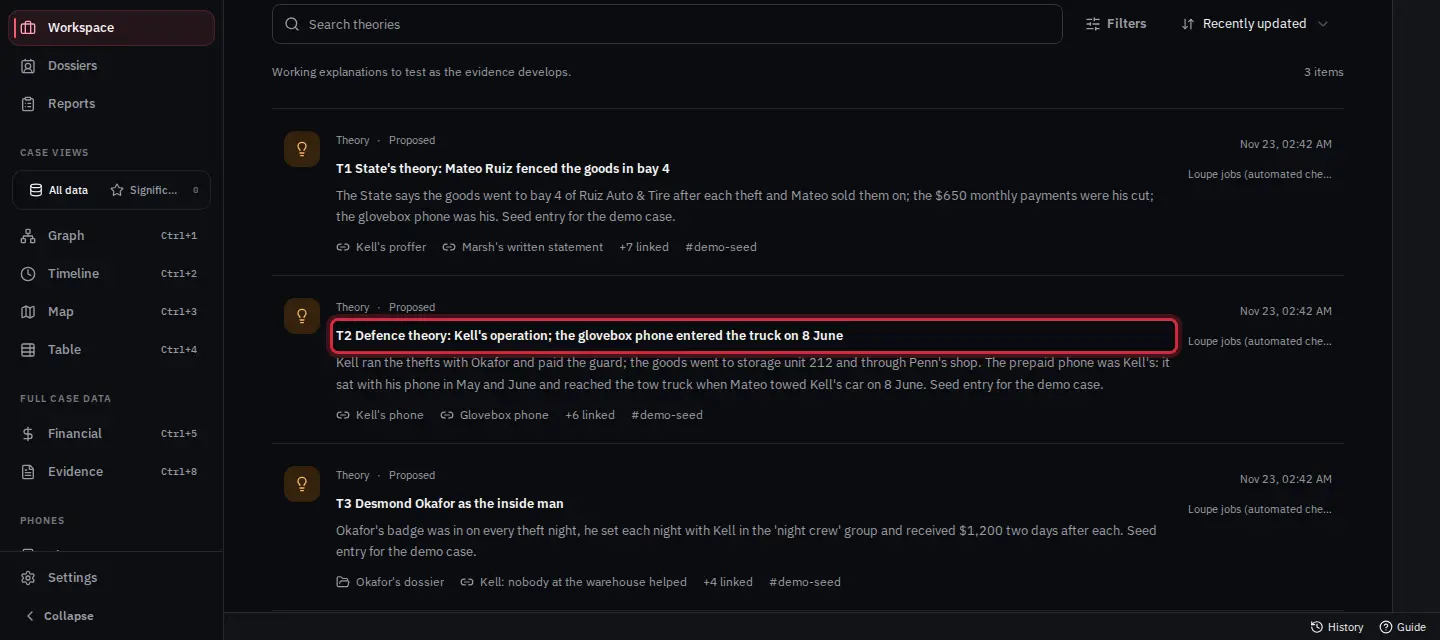 Workspace
Dossiers
Reports
CASE VIEWS
All data
Signific... 0
Graph Ctrl+1
Timeline Ctrl+2
Map Ctrl+3
Table Ctrl+4
FULL CASE DATA
Financial Ctrl+5
Evidence Ctrl+8
PHONES
Settings
Collapse
Search theories
Filters
Recently updated
Working explanations to test as the evidence develops.
3 items
Theory · Proposed
Nov 23, 02:42 AM
T1 State's theory: Mateo Ruiz fenced the goods in bay 4
Loupe jobs (automated che...
The State says the goods went to bay 4 of Ruiz Auto & Tire after each theft and Mateo sold them on; the $650 monthly payments were his cut;
the glovebox phone was his. Seed entry for the demo case.
Kell's proffer Marsh's written statement +7 linked #demo-seed
Theory · Proposed
Nov 23, 02:42 AM
T2 Defence theory: Kell's operation; the glovebox phone entered the truck on 8 June
Loupe jobs (automated che...
Kell ran the thefts with Okafor and paid the guard; the goods went to storage unit 212 and through Penn's shop. The prepaid phone was Kell's: it
sat with his phone in May and June and reached the tow truck when Mateo towed Kell's car on 8 June. Seed entry for the demo case.
Kell's phone Glovebox phone +6 linked #demo-seed
Theory · Proposed
Nov 23, 02:42 AM
T3 Desmond Okafor as the inside man
Loupe jobs (automated che...
Okafor's badge was in on every theft night, he set each night with Kell in the 'night crew' group and received $1,200 two days after each. Seed
entry for the demo case.
Okafor's dossier Kell: nobody at the warehouse helped +4 linked #demo-seed
History
Guide